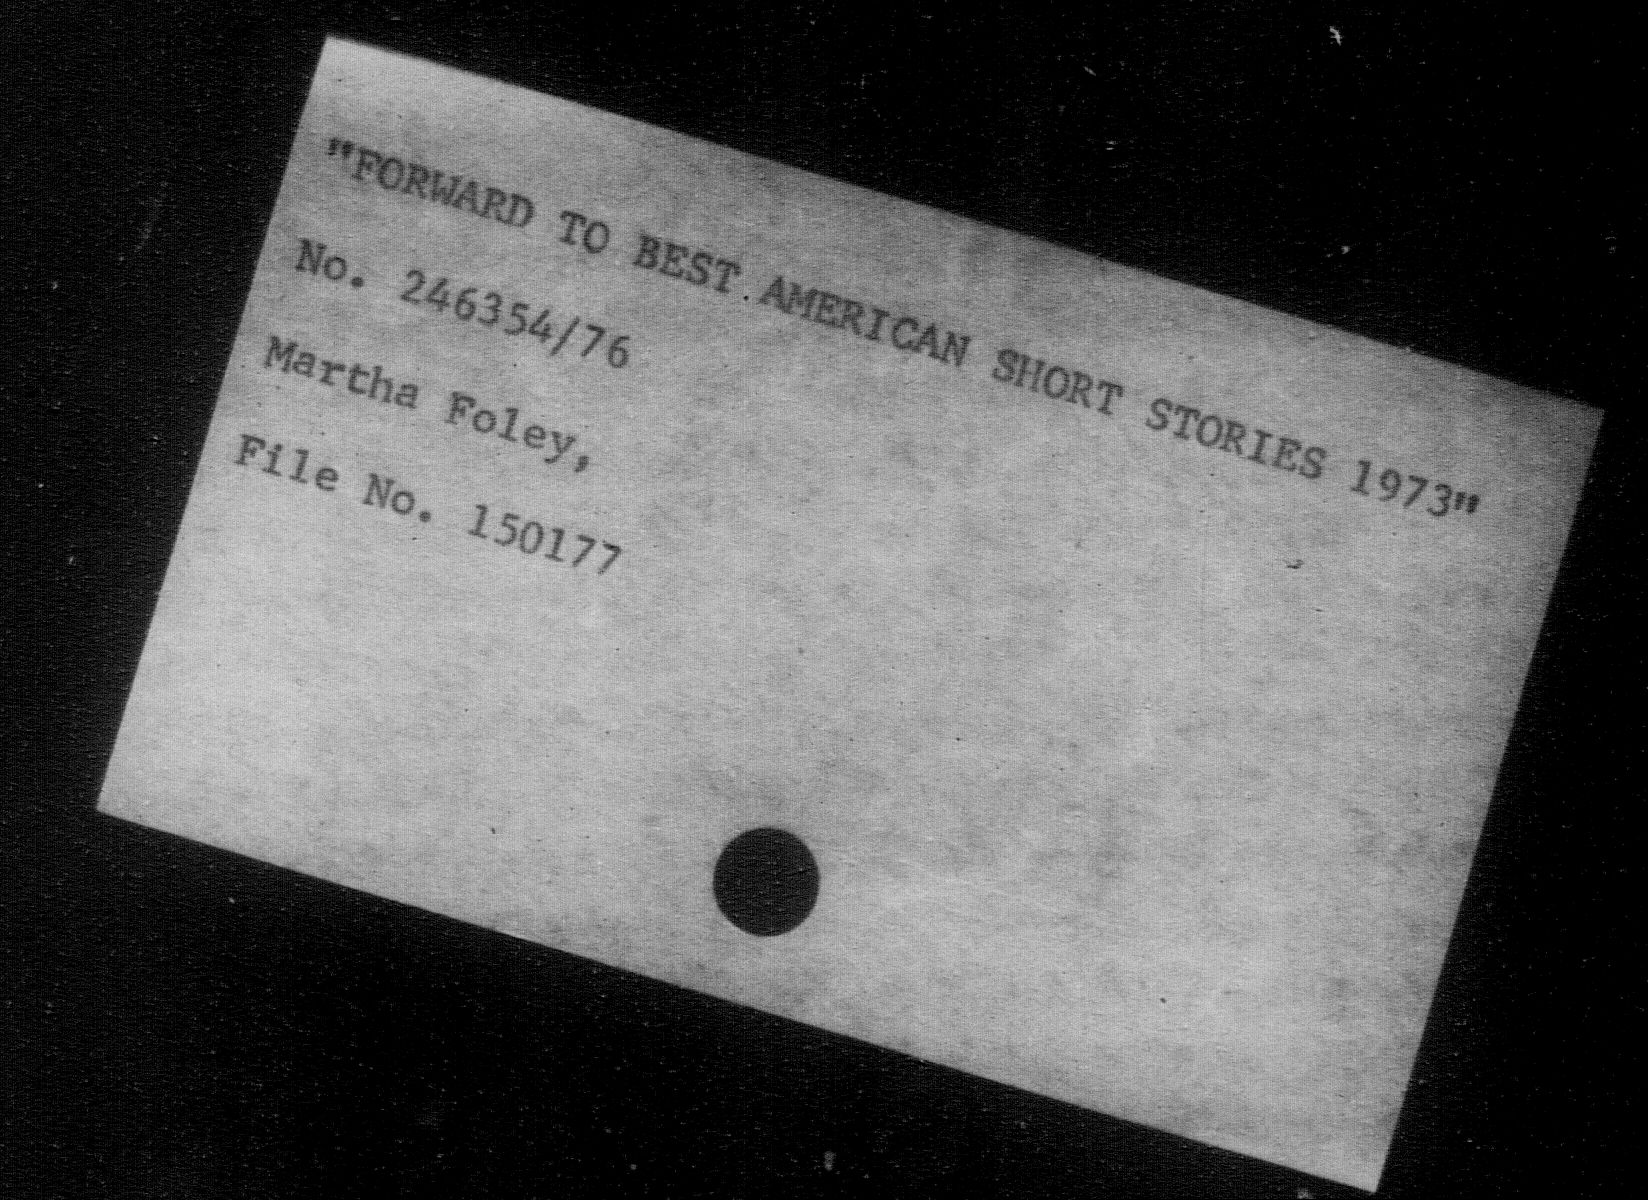 "FORWARD TO BEST AMERICAN SHORT STORIES 1973"
No. 246354/76
Martha Foley,
File No. 150177